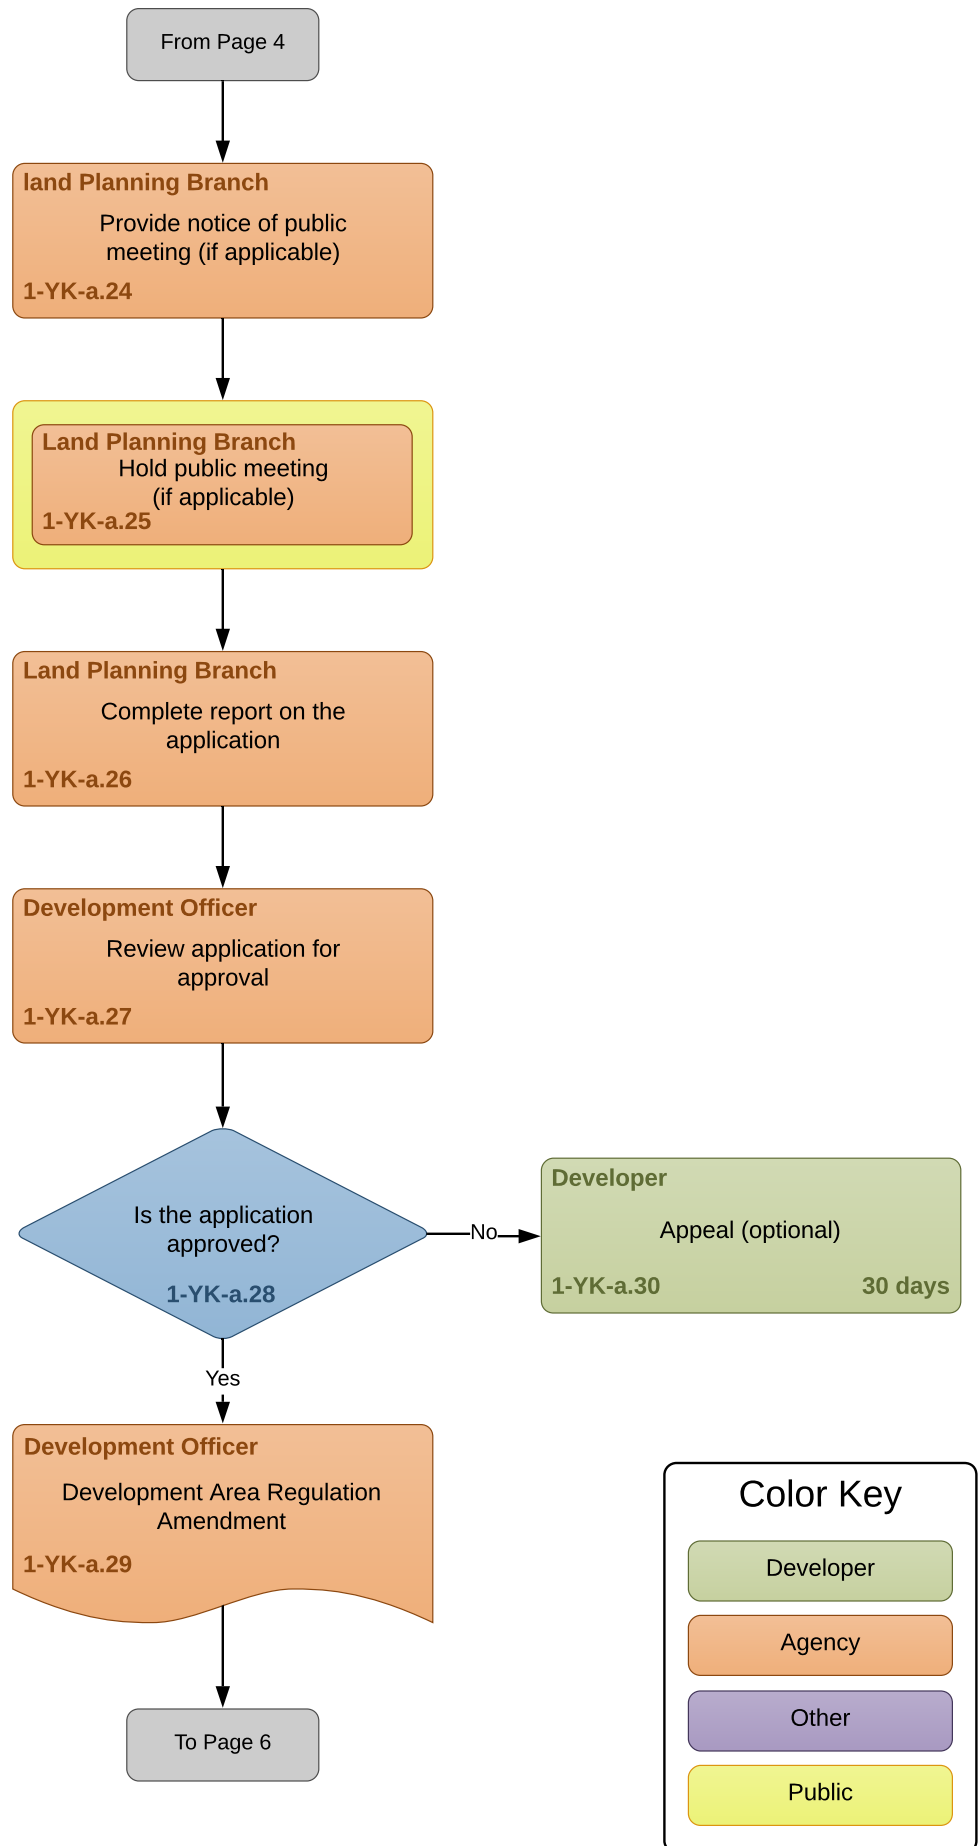 From Page 4
land Planning Branch
Provide notice of public
meeting (if applicable)
1-YK-a.24
Land Planning Branch
Hold public meeting
(if applicable)
1-YK-a.25
Land Planning Branch
Complete report on the
application
1-YK-a.26
Development Officer
Review application for
approval
1-YK-a.27
Is the application
approved?
1-YK-a.28
No
Developer
Appeal (optional)
1-YK-a.30 30 days
Yes
Development Officer
Development Area Regulation
Amendment
1-YK-a.29
To Page 6
Color Key
Developer
Agency
Other
Public